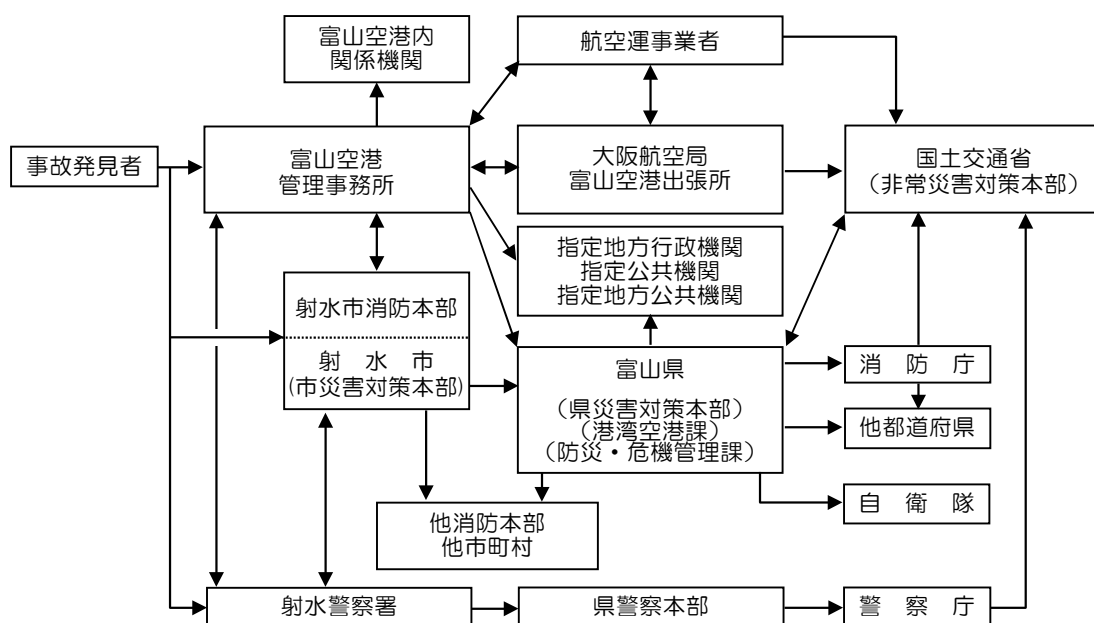 富山空港内
関係機関
航空運事業者
事故発見者
富山空港
管理事務所
大阪航空局
富山空港出張所
国土交通省
（非常災害対策本部）
指定地方行政機関
指定公共機関
指定地方公共機関
射水市消防本部
射　水　市
(市災害対策本部)
富山県
（県災害対策本部）
（港湾空港課）
（防災・危機管理課）
消　防　庁
他都道府県
自　衛　隊
他消防本部
他市町村
射水警察署
県警察本部
警　察　庁